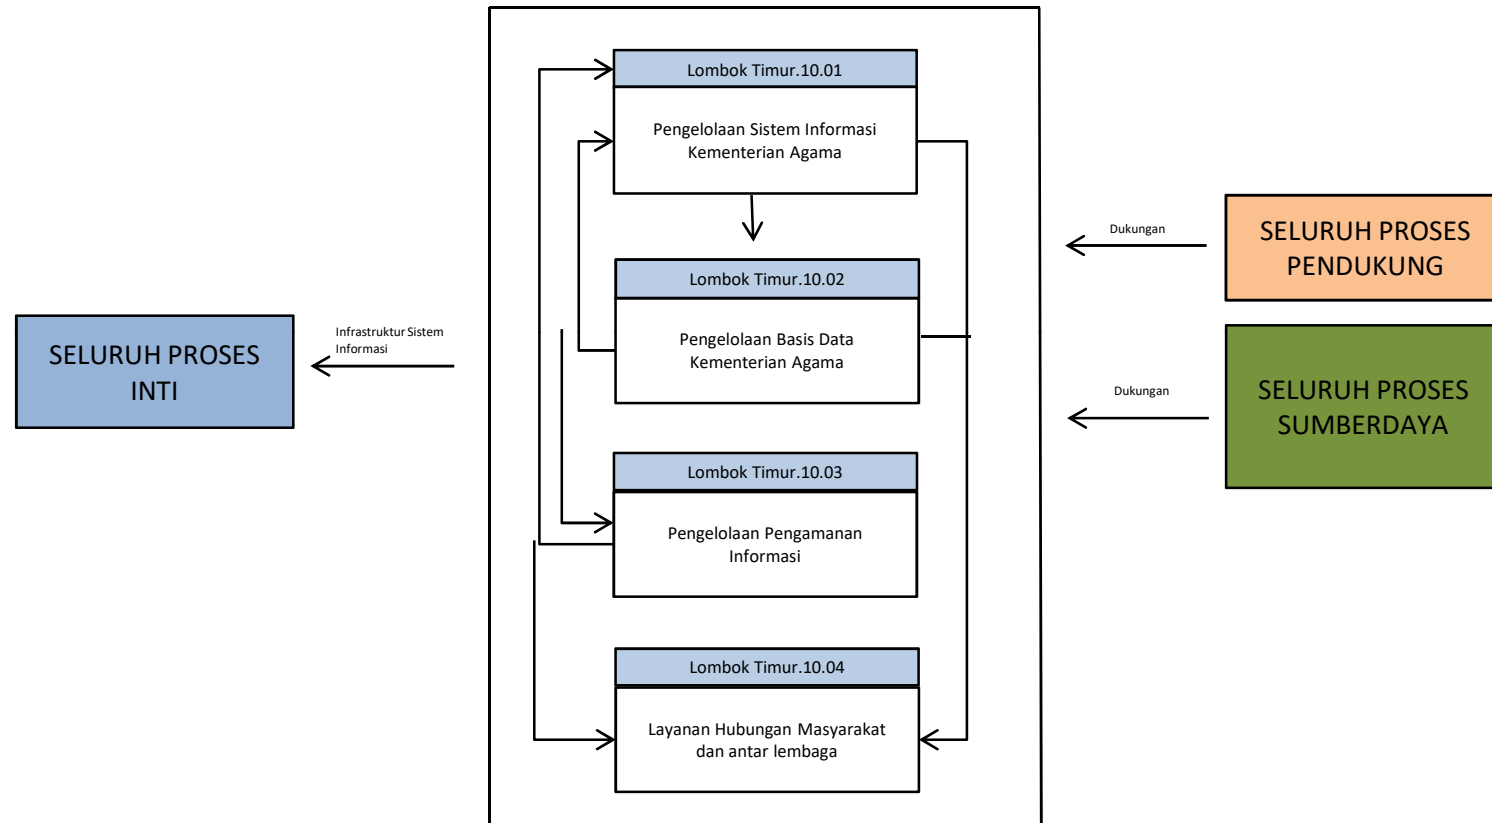 Lombok Timur.10.01
Pengelolaan Sistem Informasi
Kementerian Agama
Lombok Timur.10.02
Pengelolaan Basis Data
Kementerian Agama
Lombok Timur.10.03
Pengelolaan Pengamanan
Informasi
Lombok Timur.10.04
Layanan Hubungan Masyarakat
dan antar lembaga
SELURUH PROSES
INTI
Infrastruktur Sistem
Informasi
Dukungan
SELURUH PROSES
PENDUKUNG
Dukungan
SELURUH PROSES
SUMBERDAYA